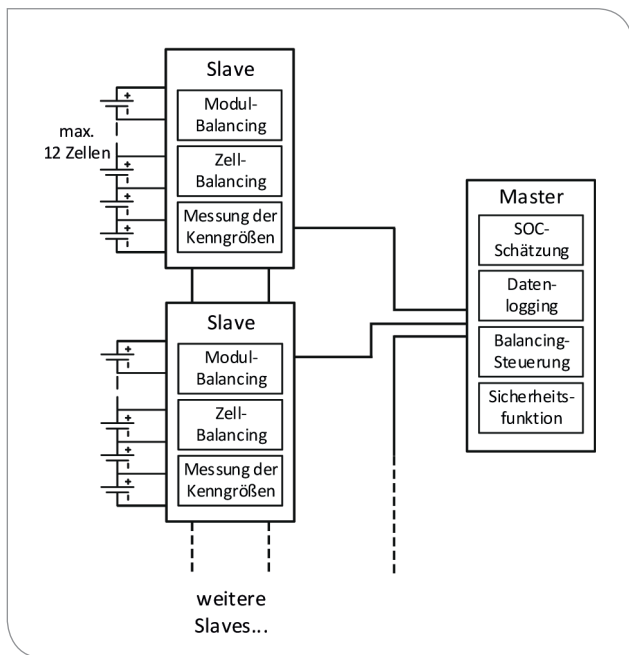 Slave
Modul-
Balancing
max.
12 Zellen
Zell-
Balancing
Messung der
Kenngrößen
Master
SOC-
Schätzung
Daten-
logging
Balancing-
Steuerung
Sicherheits-
funktion
Slave
Modul-
Balancing
Zell-
Balancing
Messung der
Kenngrößen
weitere
Slaves...